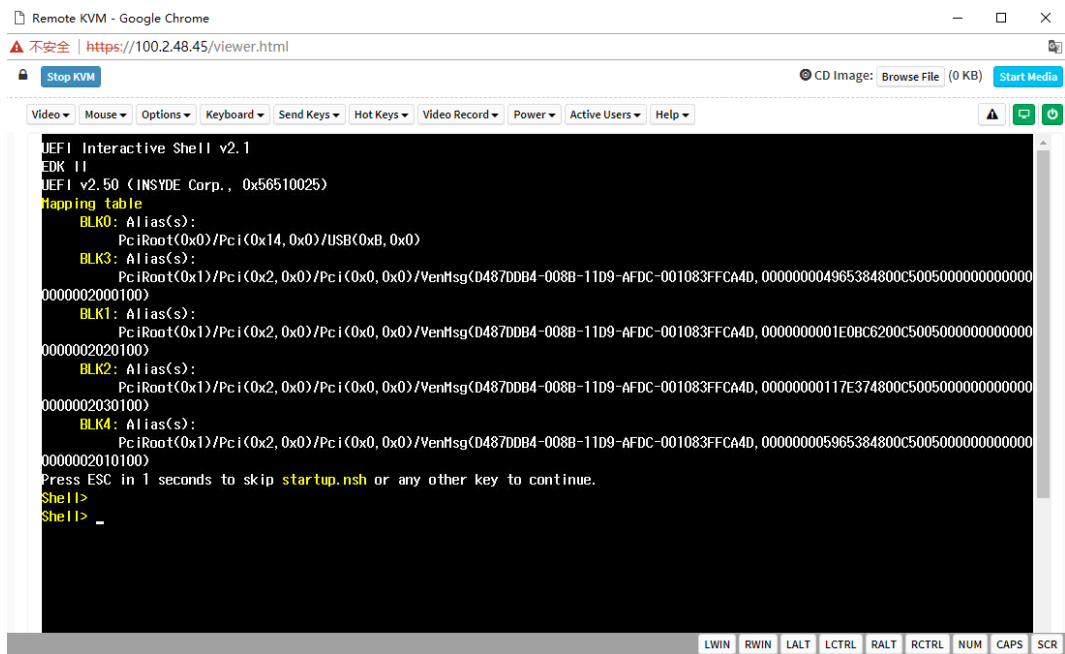 Remote KVM - Google Chrome
不安全 | https://100.2.48.45/viewer.html
Stop KVM
CD Image: Browse File (0 KB) Start Media
Video Mouse Options Keyboard Send Keys Hot Keys Video Record Power Active Users Help
UEFI Interactive Shell v2.1
EDK II
UEFI v2.50 (INSYDE Corp., 0x56510025)
Mapping table
BLK0: Alias(s):
PciRoot(0x0)/Pci(0x14,0x0)/USB(0xB,0x0)
BLK3: Alias(s):
PciRoot(0x1)/Pci(0x2,0x0)/Pci(0x0,0x0)/VenMsg(D487DDB4-008B-11D9-AFDC-001083FFCA4D,000000004965384800C5005000000000000
0000002000100)
BLK1: Alias(s):
PciRoot(0x1)/Pci(0x2,0x0)/Pci(0x0,0x0)/VenMsg(D487DDB4-008B-11D9-AFDC-001083FFCA4D,0000000001E0BC6200C5005000000000000
0000002020100)
BLK2: Alias(s):
PciRoot(0x1)/Pci(0x2,0x0)/Pci(0x0,0x0)/VenMsg(D487DDB4-008B-11D9-AFDC-001083FFCA4D,00000000117E374800C5005000000000000
0000002030100)
BLK4: Alias(s):
PciRoot(0x1)/Pci(0x2,0x0)/Pci(0x0,0x0)/VenMsg(D487DDB4-008B-11D9-AFDC-001083FFCA4D,000000005965384800C5005000000000000
0000002010100)
Press ESC in 1 seconds to skip startup.nsh or any other key to continue.
Shell>
Shell> _
LWIN RWIN LALT LCTRL RALT RCTRL NUM CAPS SCR